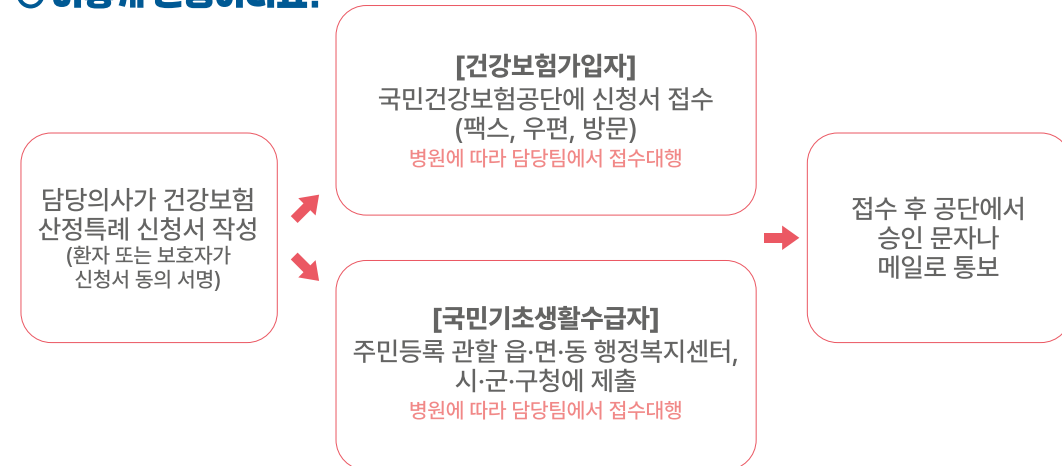 [건강보험가입자]
국민건강보험공단에 신청서 접수
(팩스, 우편, 방문)
병원에 따라 담당팀에서 접수대행
담당의사가 건강보험
산정특례 신청서 작성
(환자 또는 보호자가
신청서 동의 서명)
[국민기초생활수급자]
주민등록 관할 읍·면·동 행정복지센터,
시·군·구청에 제출
병원에 따라 담당팀에서 접수대행
접수 후 공단에서
승인 문자나
메일로 통보